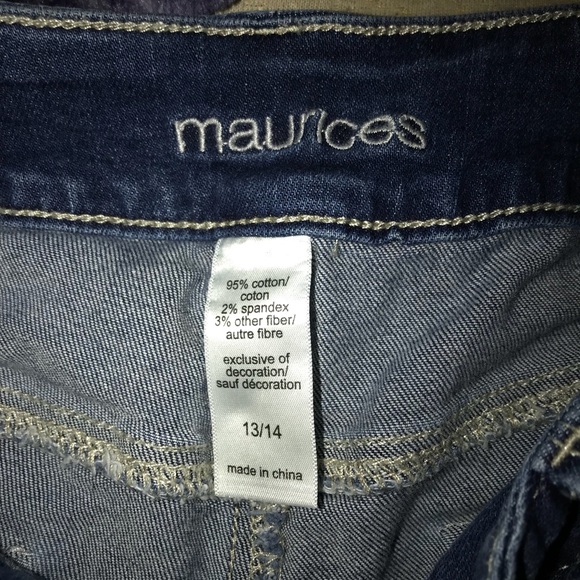 maurices
95% cotton/
coton
2% spandex
3% other fiber/
autre fibre
exclusive of
decoration/
sauf décoration
13/14
made in china